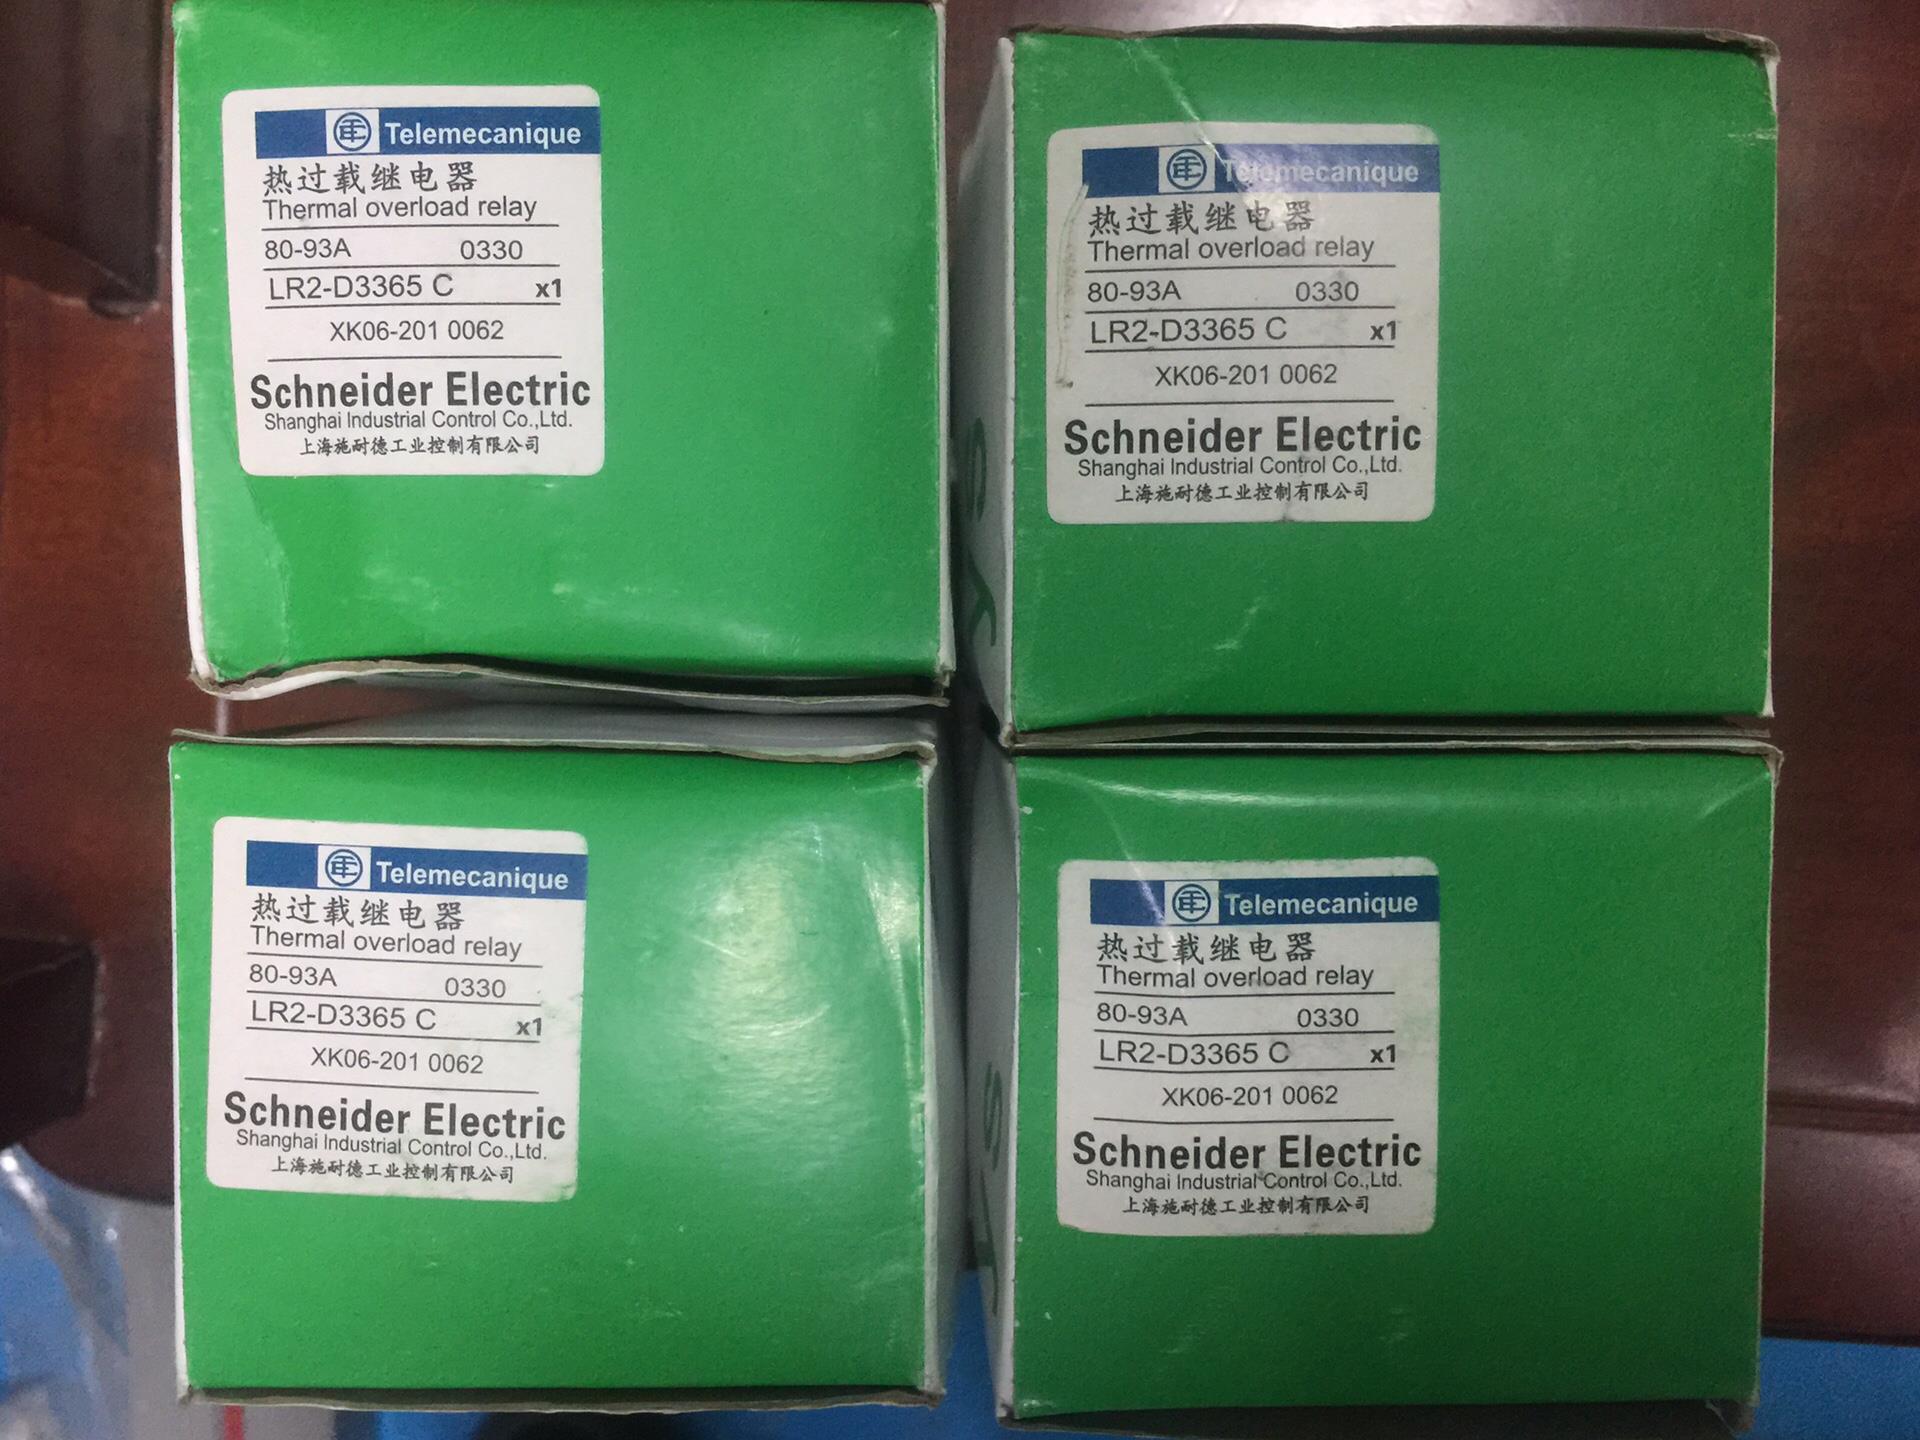 Telemecanique
热过载继电器
Thermal overload relay
80-93A 0330
LR2-D3365 C x1
XK06-201 0062
Schneider Electric
Shanghai Industrial Control Co.,Ltd.
上海施耐德工业控制有限公司
Telemecanique
热过载继电器
Thermal overload relay
80-93A 0330
LR2-D3365 C x1
XK06-201 0062
Schneider Electric
Shanghai Industrial Control Co.,Ltd.
上海施耐德工业控制有限公司
Telemecanique
热过载继电器
Thermal overload relay
80-93A 0330
LR2-D3365 C x1
XK06-201 0062
Schneider Electric
Shanghai Industrial Control Co.,Ltd.
上海施耐德工业控制有限公司
Telemecanique
热过载继电器
Thermal overload relay
80-93A 0330
LR2-D3365 C x1
XK06-201 0062
Schneider Electric
Shanghai Industrial Control Co.,Ltd.
上海施耐德工业控制有限公司